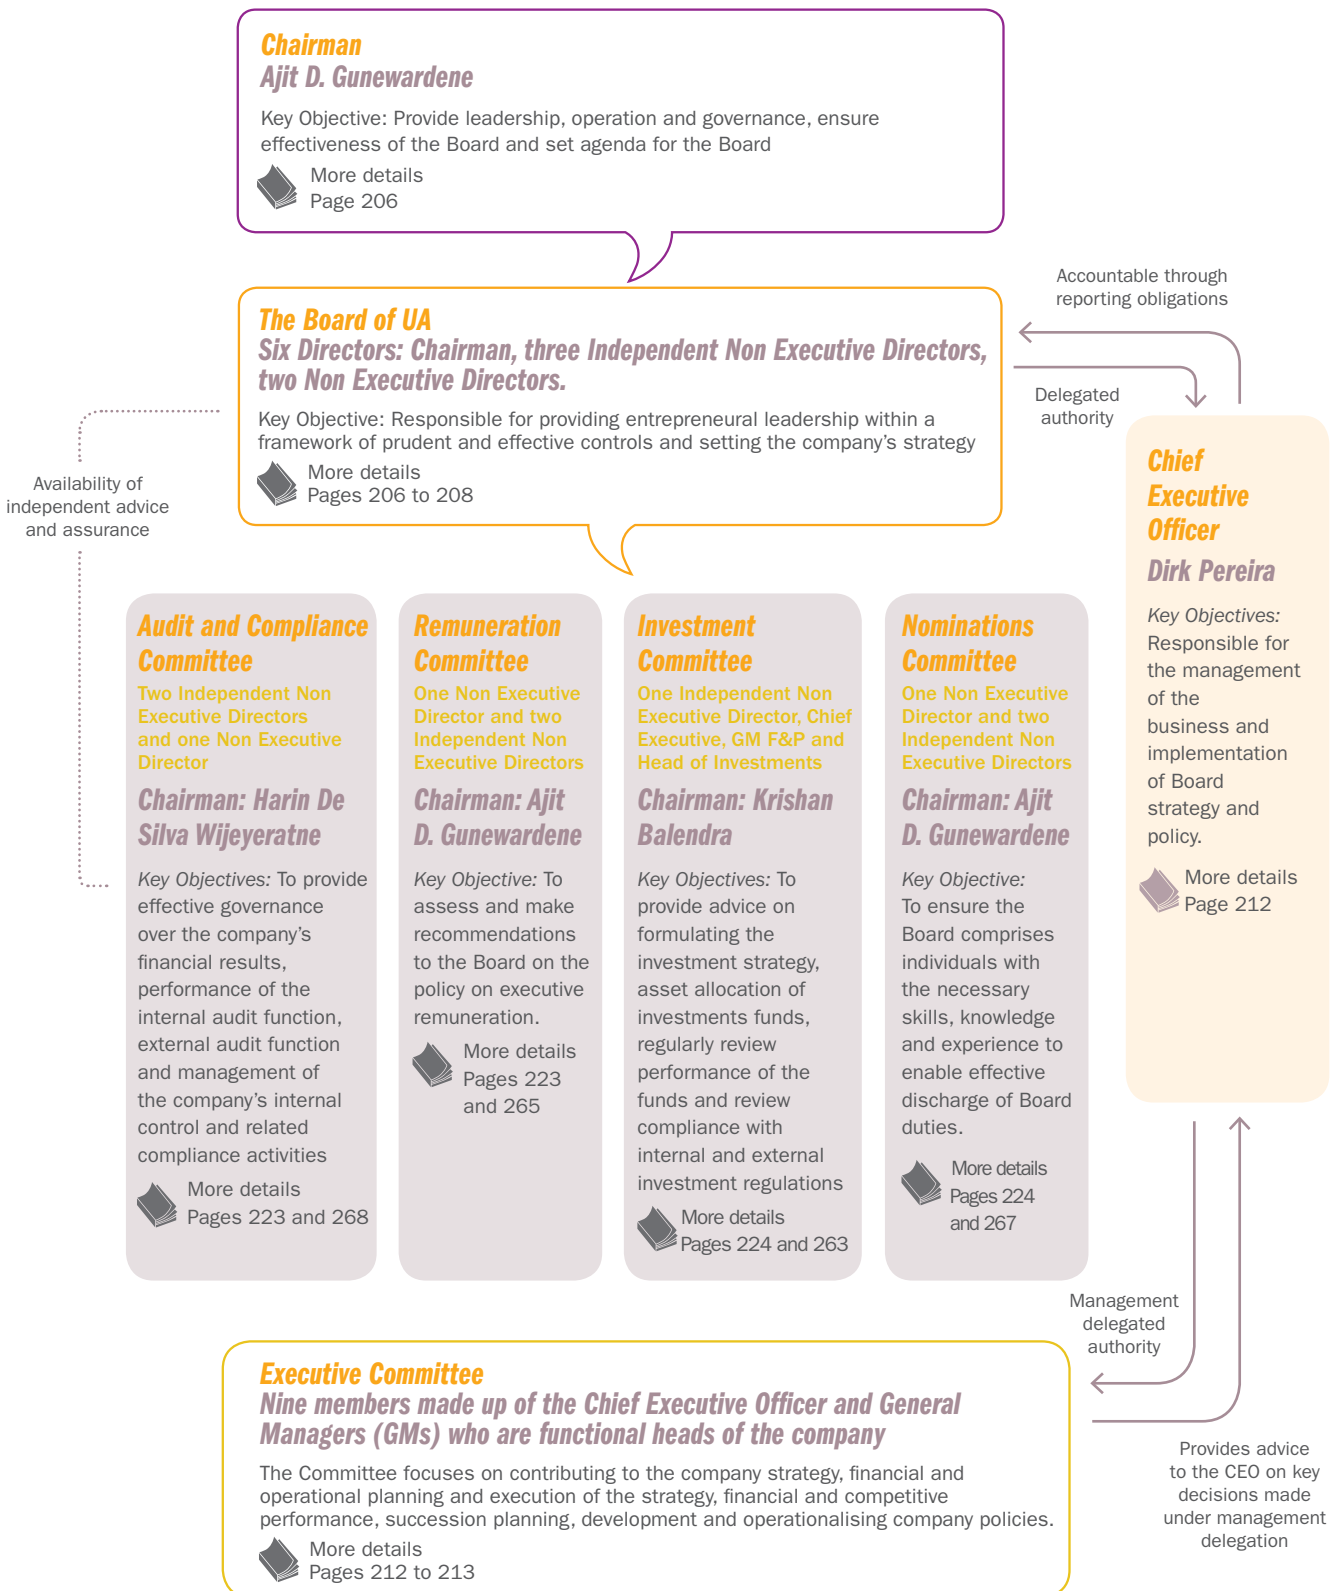 Chairman
Ajit D. Gunewardene
Key Objective: Provide leadership, operation and governance, ensure
effectiveness of the Board and set agenda for the Board
More details
Page 206
Accountable through
reporting obligations
The Board of UA
Six Directors: Chairman, three Independent Non Executive Directors,
two Non Executive Directors.
Key Objective: Responsible for providing entrepreneural leadership within a
framework of prudent and effective controls and setting the company's strategy
More details
Pages 206 to 208
Delegated
authority
Availability of
independent advice
and assurance
Chief
Executive
Officer
Dirk Pereira
Key Objectives:
Responsible for
the management
of the
business and
implementation
of Board
strategy and
policy.
More details
Page 212
Audit and Compliance
Committee
Two Independent Non
Executive Directors
and one Non Executive
Director
Chairman: Harin De
Silva Wijeyeratne
Key Objectives: To provide
effective governance
over the company's
financial results,
performance of the
internal audit function,
external audit function
and management of
the company's internal
control and related
compliance activities
More details
Pages 223 and 268
Remuneration
Committee
One Non Executive
Director and two
Independent Non
Executive Directors
Chairman: Ajit
D. Gunewardene
Key Objective: To
assess and make
recommendations
to the Board on the
policy on executive
remuneration.
More details
Pages 223
and 265
Investment
Committee
One Independent Non
Executive Director, Chief
Executive, GM F&P and
Head of Investments
Chairman: Krishan
Balendra
Key Objectives: To
provide advice on
formulating the
investment strategy,
asset allocation of
investments funds,
regularly review
performance of the
funds and review
compliance with
internal and external
investment regulations
More details
Pages 224 and 263
Nominations
Committee
One Non Executive
Director and two
Independent Non
Executive Directors
Chairman: Ajit
D. Gunewardene
Key Objective:
To ensure the
Board comprises
individuals with
the necessary
skills, knowledge
and experience to
enable effective
discharge of Board
duties.
More details
Pages 224
and 267
Management
delegated
authority
Executive Committee
Nine members made up of the Chief Executive Officer and General
Managers (GMs) who are functional heads of the company
The Committee focuses on contributing to the company strategy, financial and
operational planning and execution of the strategy, financial and competitive
performance, succession planning, development and operationalising company policies.
More details
Pages 212 to 213
Provides advice
to the CEO on key
decisions made
under management
delegation